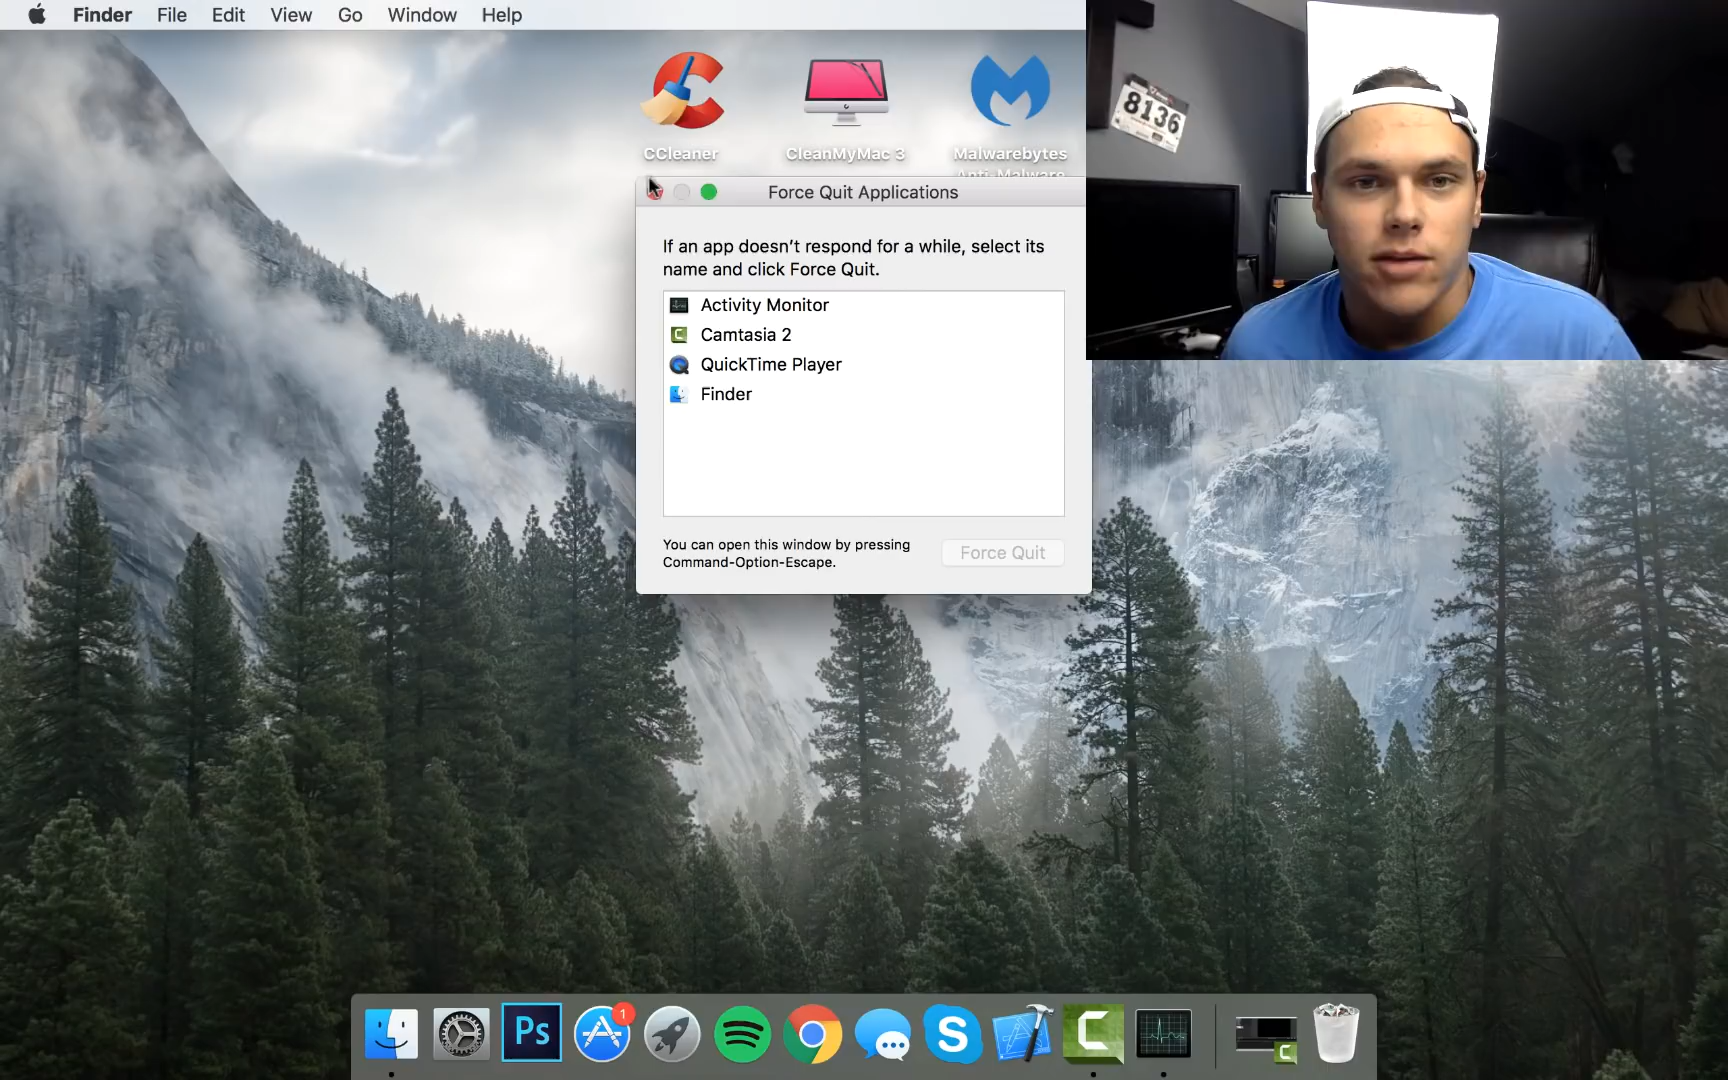 Finder File Edit View Go Window Help
8136
CCleaner CleanMyMac 3 Malwarebytes
Anti-Malware
Force Quit Applications
If an app doesn't respond for a while, select its
name and click Force Quit.
Activity Monitor
Camtasia 2
QuickTime Player
Finder
You can open this window by pressing
Command-Option-Escape.
Force Quit
Ps
1
S
C